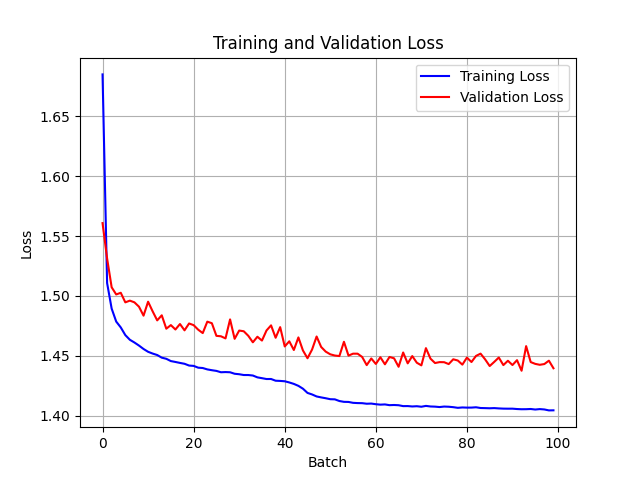 Training and Validation Loss
Training Loss
Validation Loss
Loss
1.65
1.60
1.55
1.50
1.45
1.40
0 20 40 60 80 100
Batch